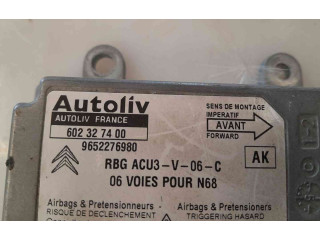 Autoliv
AUTOLIV FRANCE
602 32 74 00
9652276980
SENS DE MONTAGE
IMPERATIF
AVANT
FORWARD
RBG ACU3-V-06-C
06 VOIES POUR N68
AK
Airbags & Pretensionneurs
RISQUE DE DECLENCHEMENT
Airbags & Pretensioners
TRIGGERING HAZARD